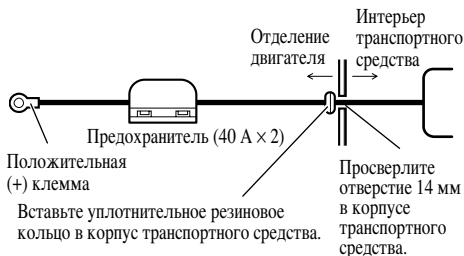 Отделение
двигателя
Интерьер
транспортного
средства
Предохранитель (40 А × 2)
Положительная
(+) клемма
Вставьте уплотнительное резиновое
кольцо в корпус транспортного средства.
Просверлите
отверстие 14 мм
в корпусе
транспортного
средства.